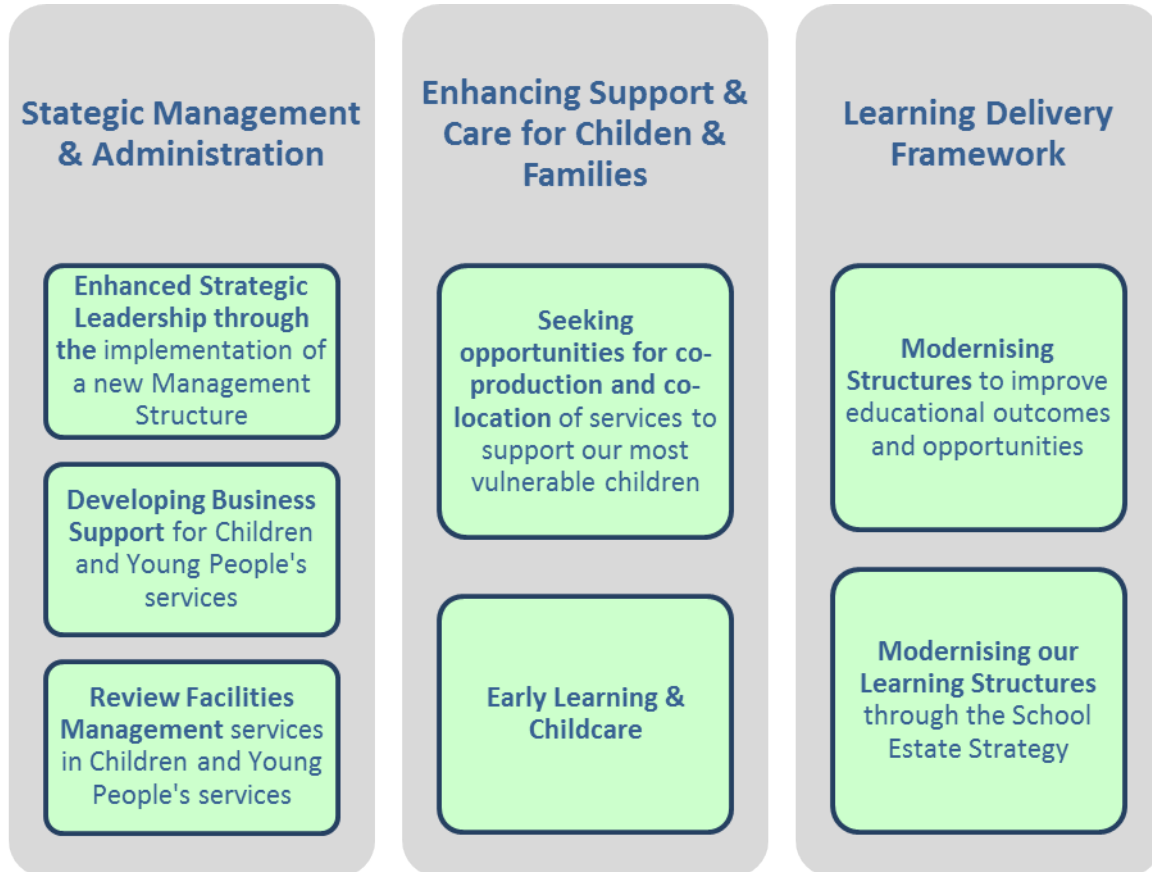 Stategic Management
& Administration
Enhanced Strategic
Leadership through
the implementation of
a new Management
Structure
Developing Business
Support for Children
and Young People's
services
Review Facilities
Management services
in Children and Young
People's services
Enhancing Support &
Care for Childen &
Families
Seeking
opportunities for co-
production and co-
location of services to
support our most
vulnerable children
Early Learning &
Childcare
Learning Delivery
Framework
Modernising
Structures to improve
educational outcomes
and opportunities
Modernising our
Learning Structures
through the School
Estate Strategy